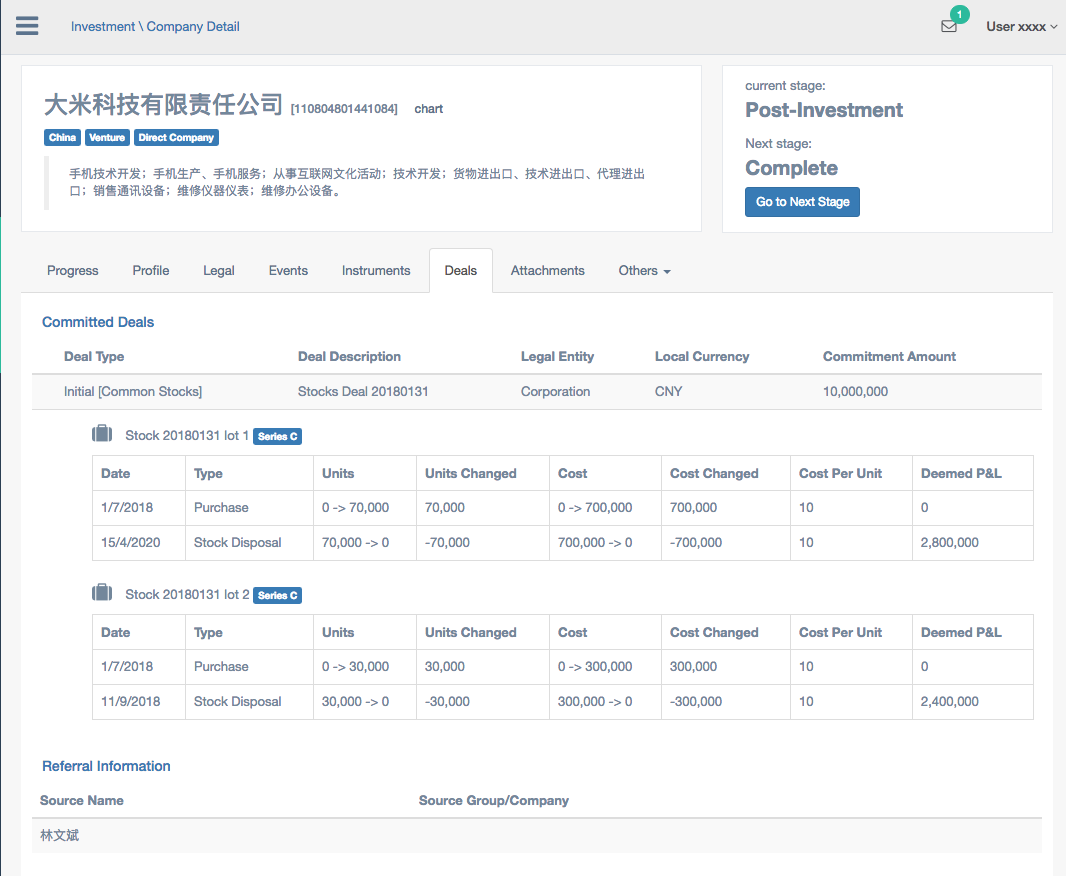 Investment \ Company Detail
1
User xxxx
大米科技有限责任公司 [110804801441084] chart
China Venture Direct Company
手机技术开发；手机生产、手机服务；从事互联网文化活动；技术开发；货物进出口、技术进出口、代理进出
口；销售通讯设备；维修仪器仪表；维修办公设备。
current stage:
Post-Investment
Next stage:
Complete
Go to Next Stage
Progress Profile Legal Events Instruments Deals Attachments Others
Committed Deals
Deal Type Deal Description Legal Entity Local Currency Commitment Amount
Initial [Common Stocks] Stocks Deal 20180131 Corporation CNY 10,000,000
Stock 20180131 lot 1 Series C
Date Type Units Units Changed Cost Cost Changed Cost Per Unit Deemed P&L
1/7/2018 Purchase 0 -> 70,000 70,000 0 -> 700,000 700,000 10 0
15/4/2020 Stock Disposal 70,000 -> 0 -70,000 700,000 -> 0 -700,000 10 2,800,000
Stock 20180131 lot 2 Series C
Date Type Units Units Changed Cost Cost Changed Cost Per Unit Deemed P&L
1/7/2018 Purchase 0 -> 30,000 30,000 0 -> 300,000 300,000 10 0
11/9/2018 Stock Disposal 30,000 -> 0 -30,000 300,000 -> 0 -300,000 10 2,400,000
Referral Information
Source Name Source Group/Company
林文斌